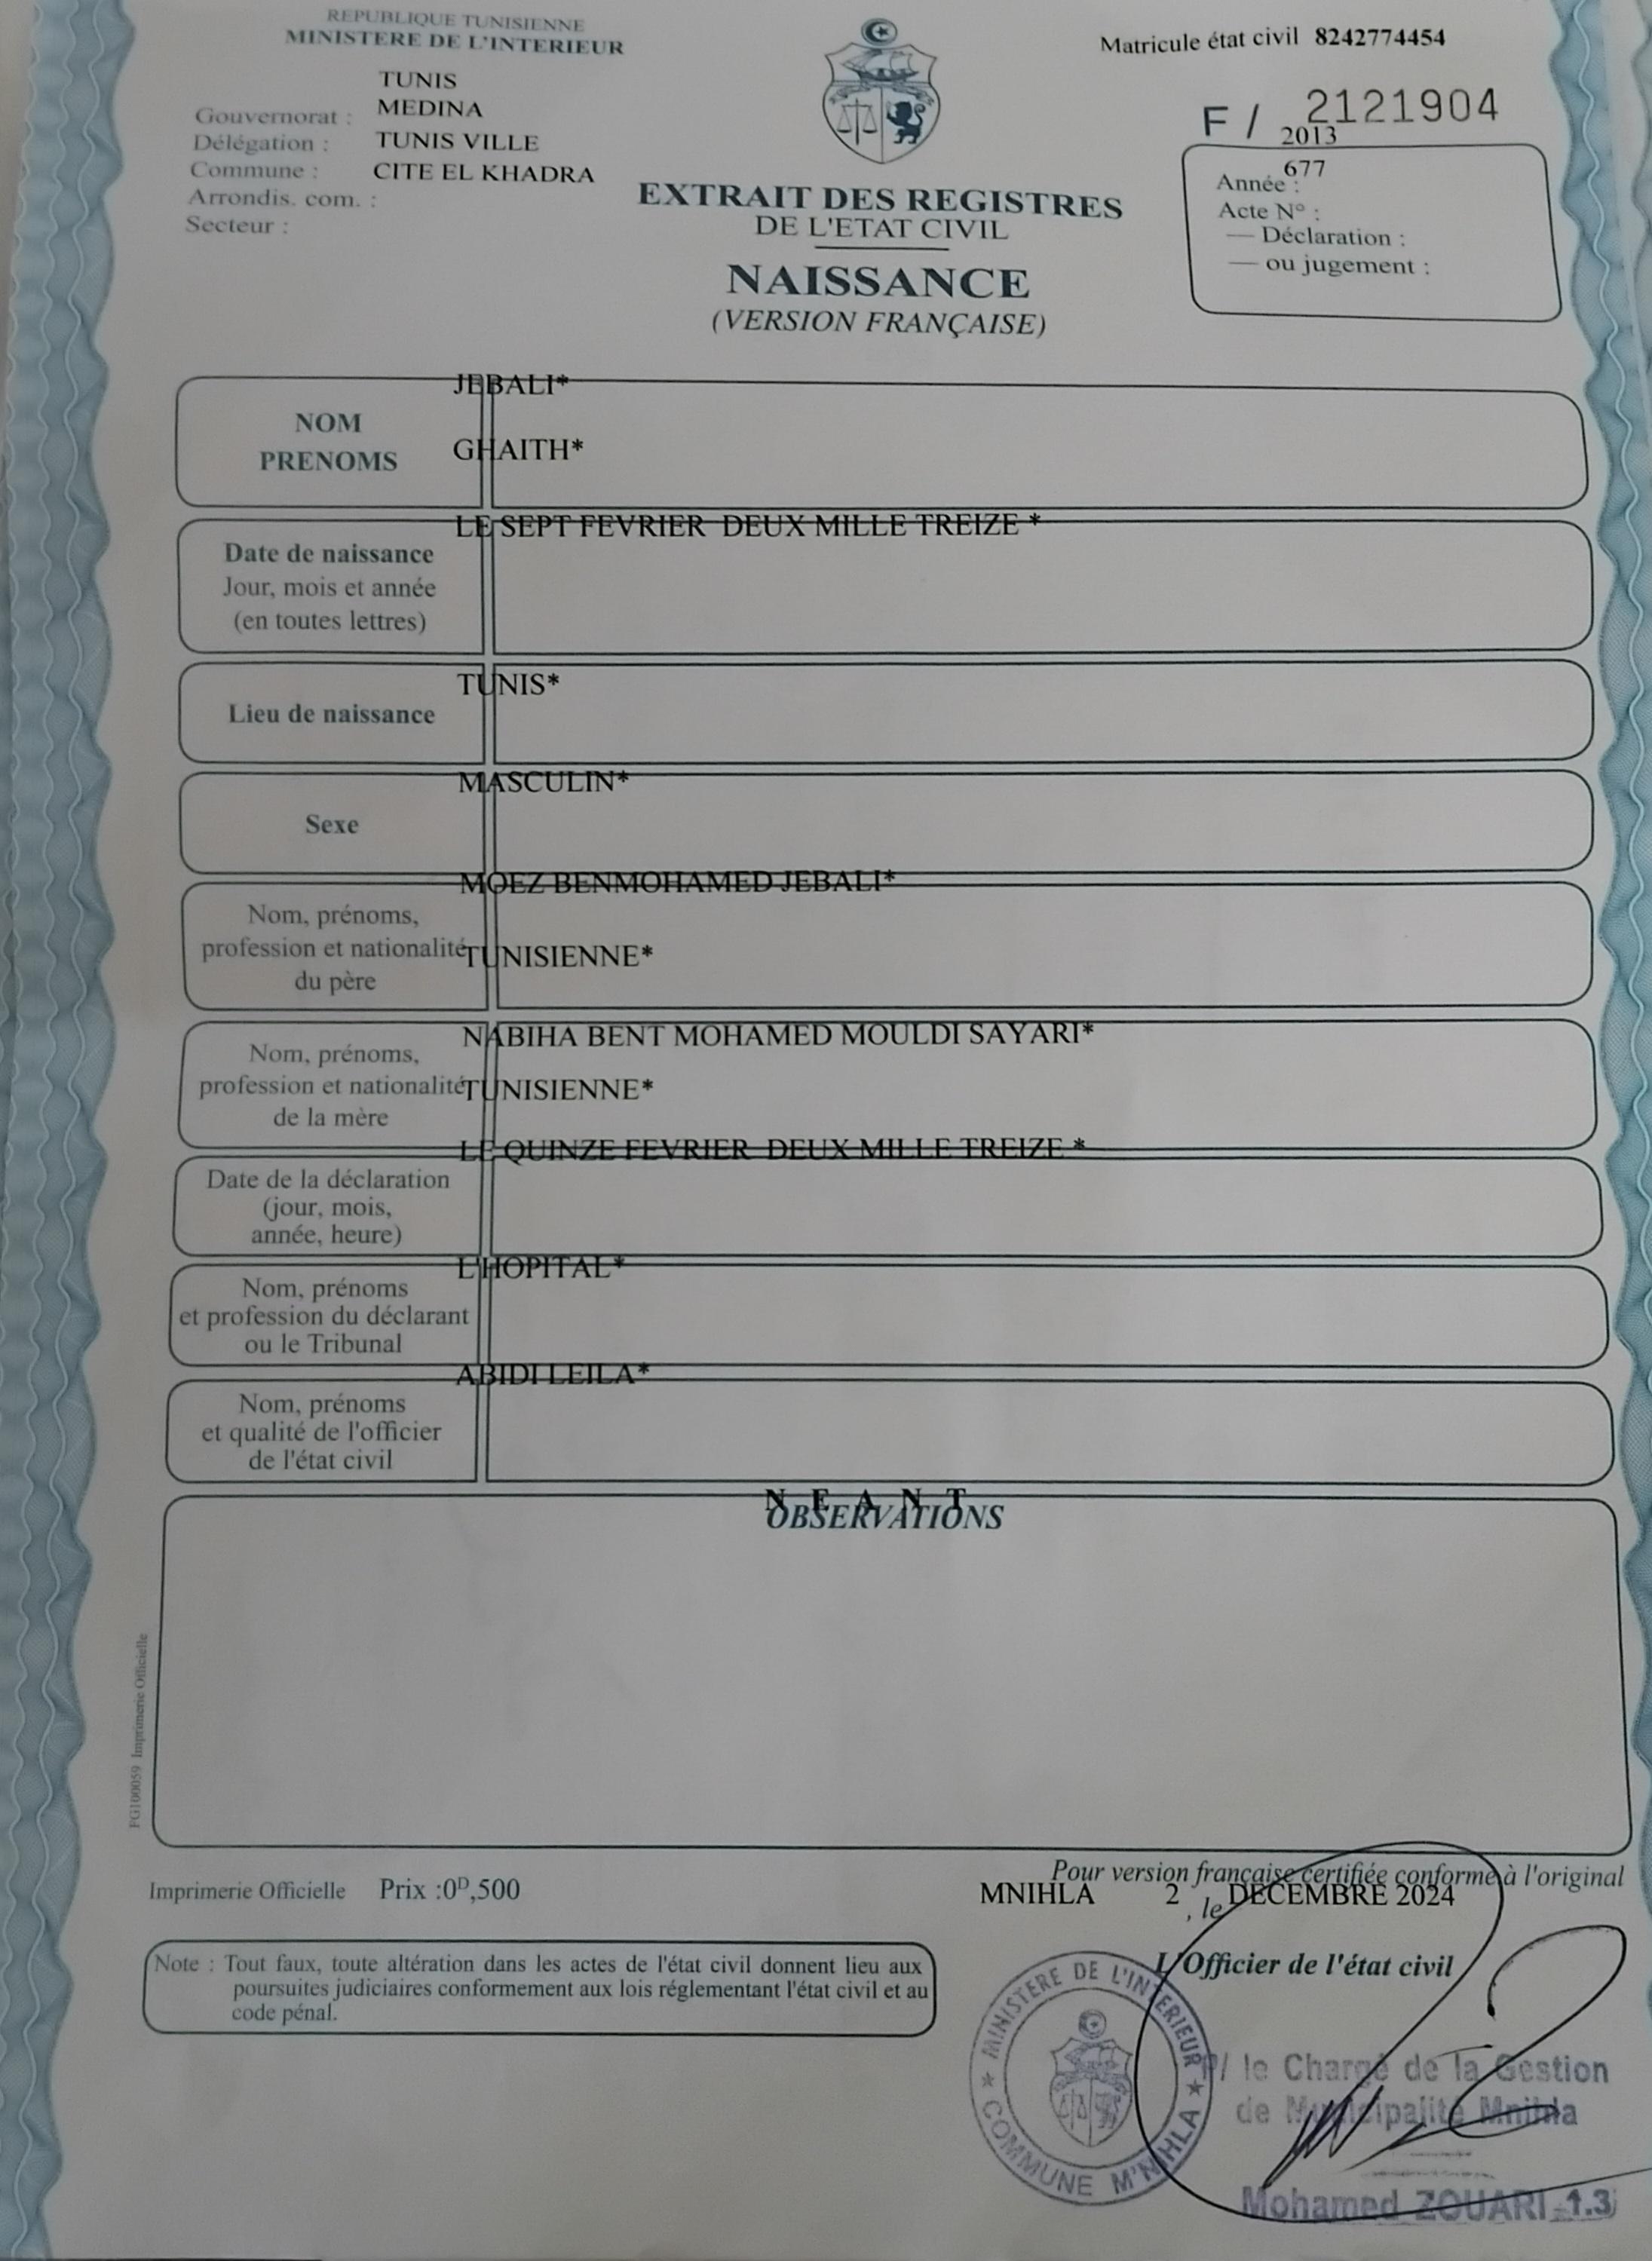 REPUBLIQUE TUNISIENNE
MINISTERE DE L'INTERIEUR
Matricule état civil 8242774454
F / 2121904
TUNIS
Gouvernorat : MEDINA
Délégation : TUNIS VILLE
Commune : CITE EL KHADRA
Arrondis. com. :
Secteur :
2013
677
Année :
Acte N° :
— Déclaration :
— ou jugement :
EXTRAIT DES REGISTRES
DE L'ETAT CIVIL
NAISSANCE
(VERSION FRANÇAISE)
JEBALI*
NOM
PRENOMS
GHAITH*
LE SEPT FEVRIER DEUX MILLE TREIZE *
Date de naissance
Jour, mois et année
(en toutes lettres)
TUNIS*
Lieu de naissance
MASCULIN*
Sexe
MOEZ BENMOHAMED JEBALI*
Nom, prénoms,
profession et nationalité
du père
TUNISIENNE*
NABIHA BENT MOHAMED MOULDI SAYARI*
Nom, prénoms,
profession et nationalité
de la mère
TUNISIENNE*
LE QUINZE FEVRIER DEUX MILLE TREIZE *
Date de la déclaration
(jour, mois,
année, heure)
L'HOPITAL*
Nom, prénoms
et profession du déclarant
ou le Tribunal
ABIDI LEILA*
Nom, prénoms
et qualité de l'officier
de l'état civil
N E A N T
OBSERVATIONS
FG100059 Imprimerie Officielle
Imprimerie Officielle Prix :0D,500
Pour version française certifiée conforme à l'original
MNIHLA 2 , le DECEMBRE 2024
L'Officier de l'état civil
Note : Tout faux, toute altération dans les actes de l'état civil donnent lieu aux
poursuites judiciaires conformement aux lois réglementant l'état civil et au
code pénal.
MINISTERE DE L'INTERIEUR
COMMUNE M'NIHLA
P/ le Chargé de la Gestion
de Municipalité Mnihla
Mohamed ZOUARI 1.3